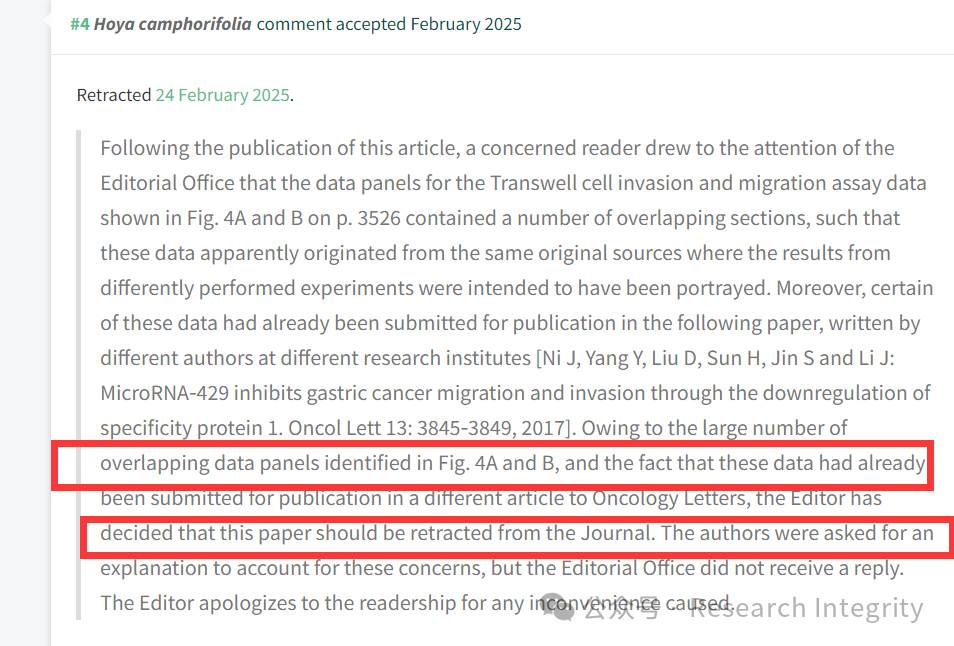 #4 Hoya camphorifolia comment accepted February 2025
Retracted 24 February 2025.
Following the publication of this article, a concerned reader drew to the attention of the
Editorial Office that the data panels for the Transwell cell invasion and migration assay data
shown in Fig. 4A and B on p. 3526 contained a number of overlapping sections, such that
these data apparently originated from the same original sources where the results from
differently performed experiments were intended to have been portrayed. Moreover, certain
of these data had already been submitted for publication in the following paper, written by
different authors at different research institutes [Ni J, Yang Y, Liu D, Sun H, Jin S and Li J:
MicroRNA-429 inhibits gastric cancer migration and invasion through the downregulation of
specificity protein 1. Oncol Lett 13: 3845-3849, 2017]. Owing to the large number of
overlapping data panels identified in Fig. 4A and B, and the fact that these data had already
been submitted for publication in a different article to Oncology Letters, the Editor has
decided that this paper should be retracted from the Journal. The authors were asked for an
explanation to account for these concerns, but the Editorial Office did not receive a reply.
The Editor apologizes to the readership for any inconvenience caused.
公众号 · Research Integrity